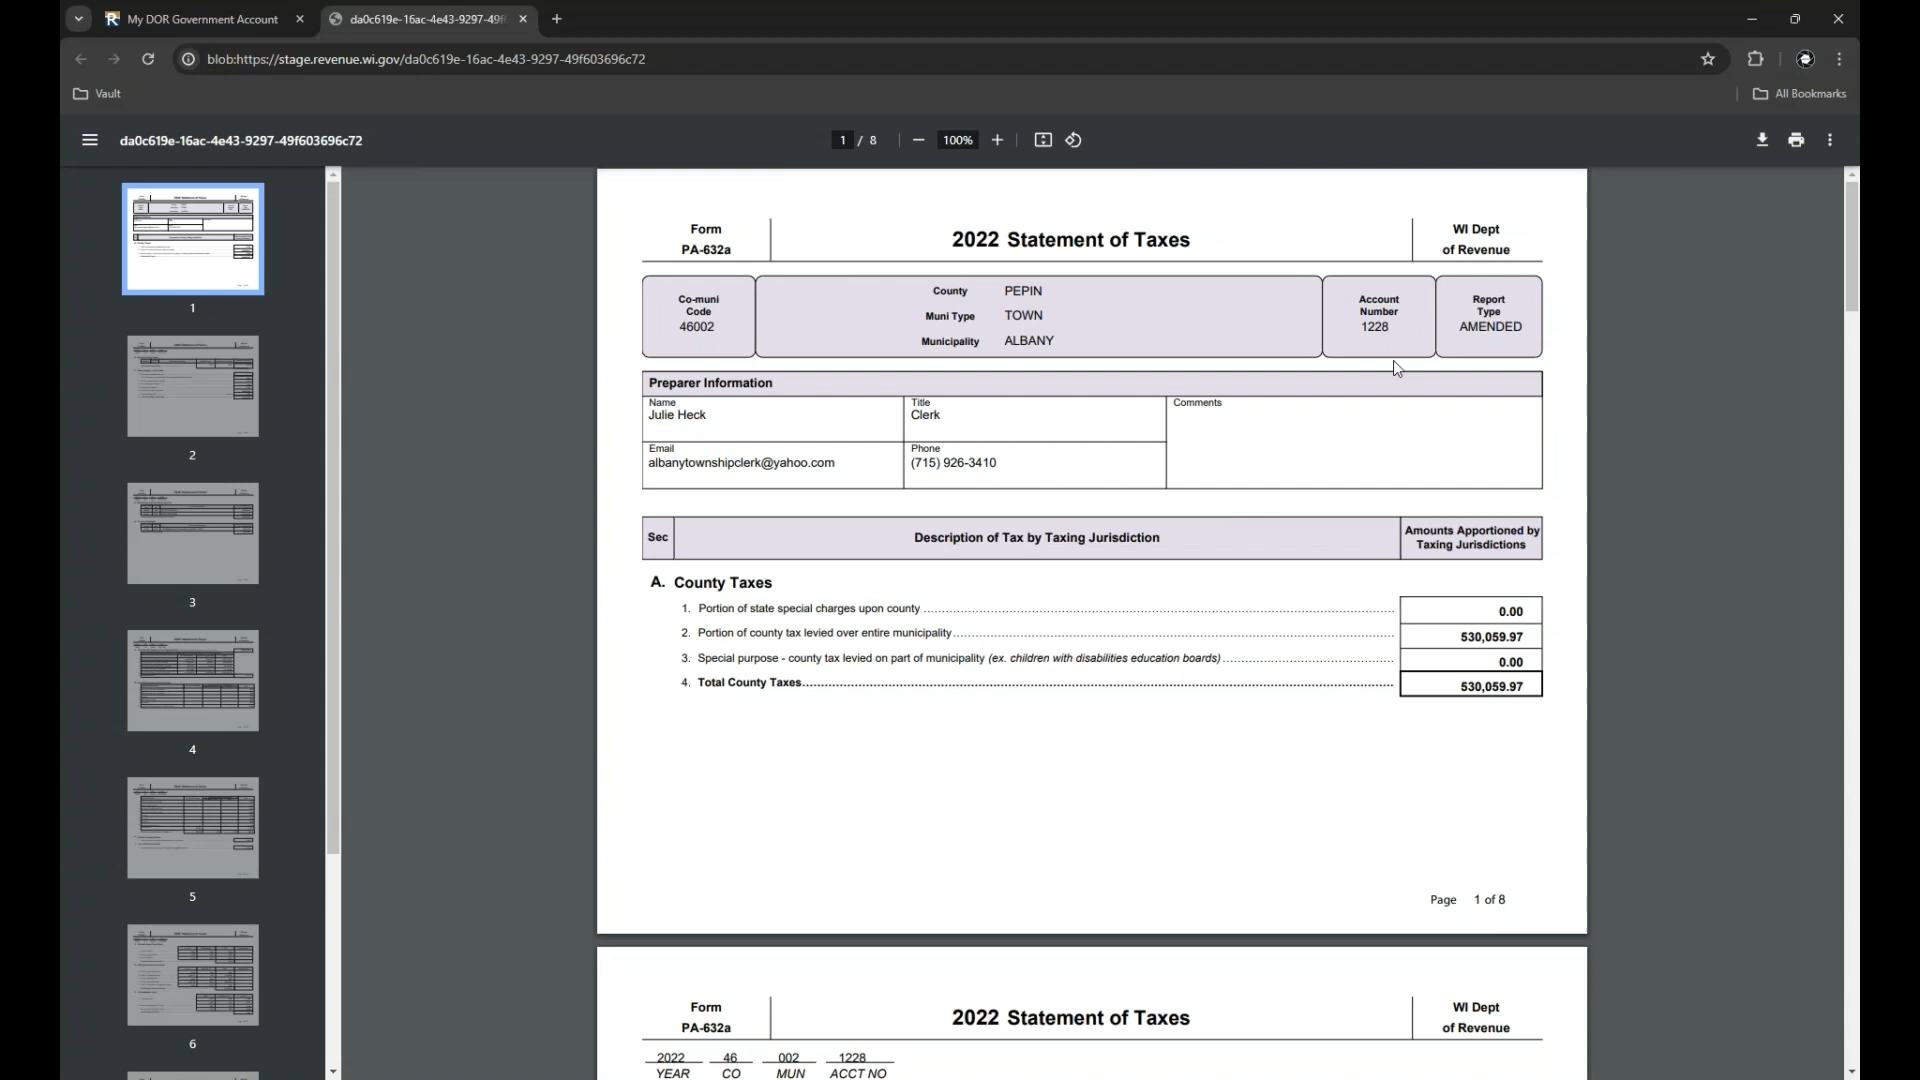 My DOR Government Account
da0c619e-16ac-4e43-9297-49f
blob:https://stage.revenue.wi.gov/da0c619e-16ac-4e43-9297-49f603696c72
Vault
All Bookmarks
da0c619e-16ac-4e43-9297-49f603696c72
1 / 8
100%
1
2
3
4
5
6
Form
PA-632a
2022 Statement of Taxes
WI Dept
of Revenue
Co-muni
Code
46002
County PEPIN
Muni Type TOWN
Municipality ALBANY
Account
Number
1228
Report
Type
AMENDED
Preparer Information
Name
Julie Heck
Title
Clerk
Comments
Email
albanytownshipclerk@yahoo.com
Phone
(715) 926-3410
Sec
Description of Tax by Taxing Jurisdiction
Amounts Apportioned by
Taxing Jurisdictions
A. County Taxes
1. Portion of state special charges upon county 0.00
2. Portion of county tax levied over entire municipality 530,059.97
3. Special purpose - county tax levied on part of municipality (ex. children with disabilities education boards) 0.00
4. Total County Taxes 530,059.97
Page 1 of 8
Form
PA-632a
2022 Statement of Taxes
WI Dept
of Revenue
2022 46 002 1228
YEAR CO MUN ACCT NO